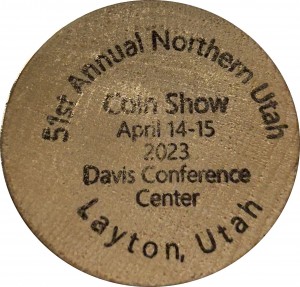 51st Annual Northern Utah
Coin Show
April 14-15
2023
Davis Conference
Center
Layton, Utah